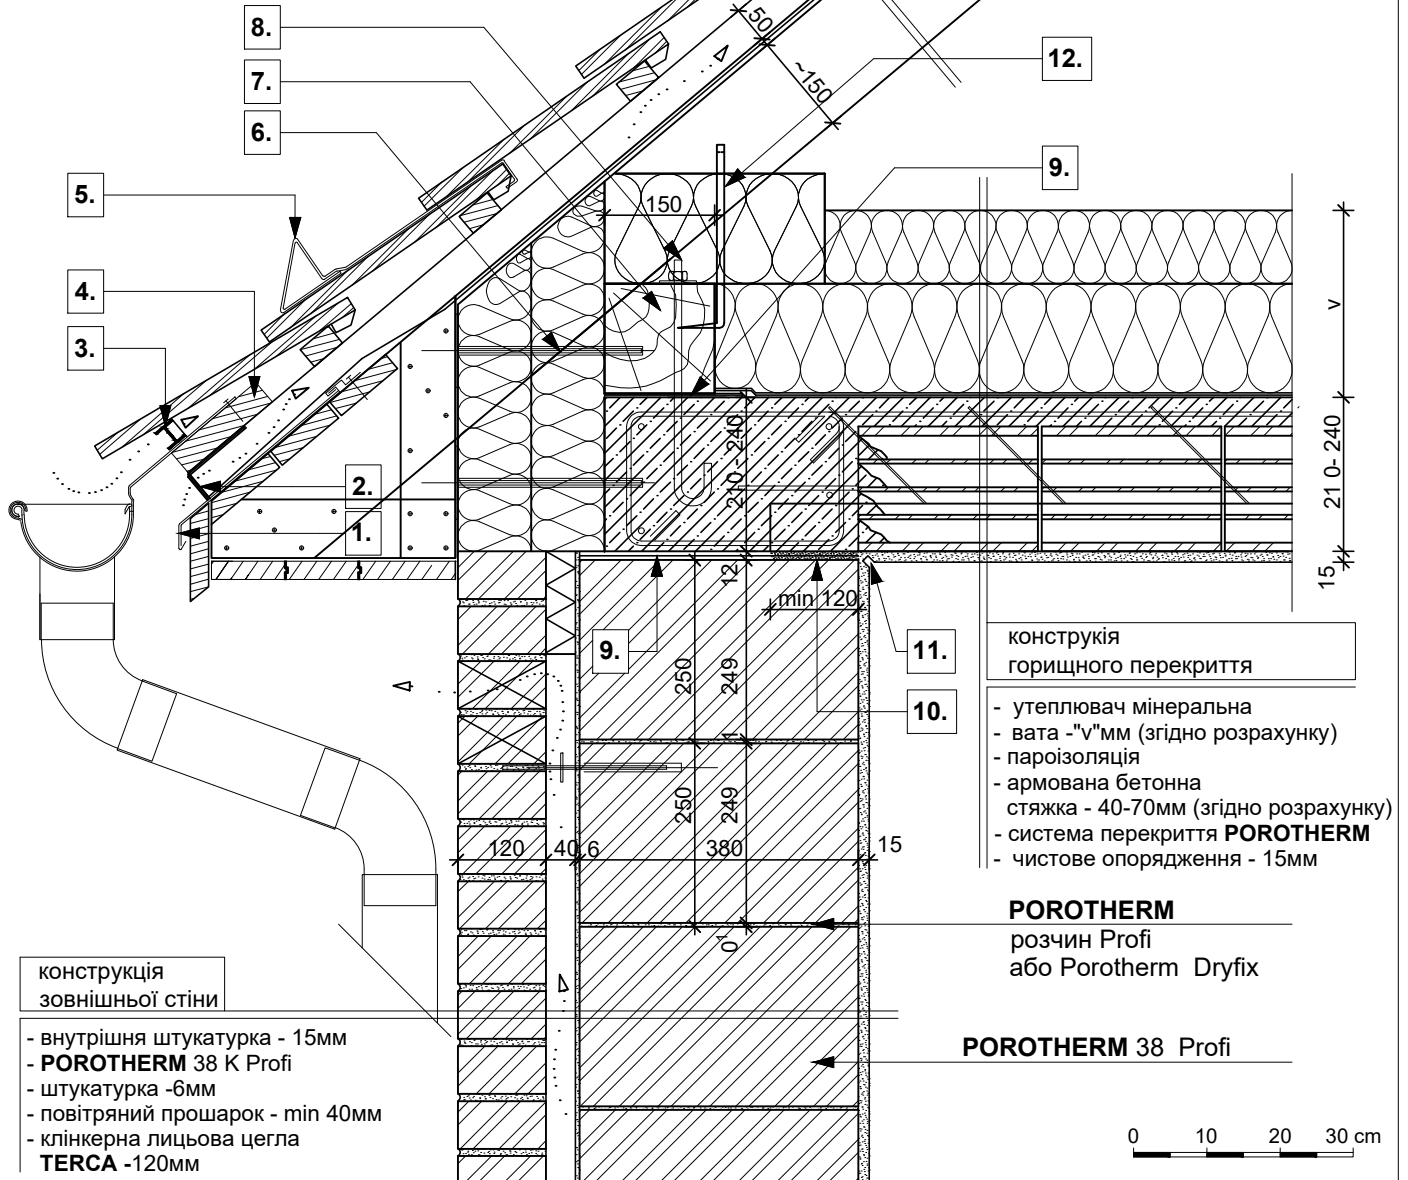 8.
7.
6.
5.
4.
3.
2.
1.
12.
9.
50
~150
150
v
210-240
210-240
15
12
min 120
9.
11.
10.
250
249
1
250
249
120
40
6
380
15
0
1
конструкія
горищного перекриття
- утеплювач мінеральна
- вата -"v"мм (згідно розрахунку)
- пароізоляція
- армована бетонна
стяжка - 40-70мм (згідно розрахунку)
- система перекриття POROTHERM
- чистове опорядження - 15мм
POROTHERM
розчин Profi
або Porotherm Dryfix
POROTHERM 38 Profi
конструкція
зовнішньої стіни
- внутрішня штукатурка - 15мм
- POROTHERM 38 K Profi
- штукатурка -6мм
- повітряний прошарок - min 40мм
- клінкерна лицьова цегла
TERCA -120мм
0 10 20 30 cm